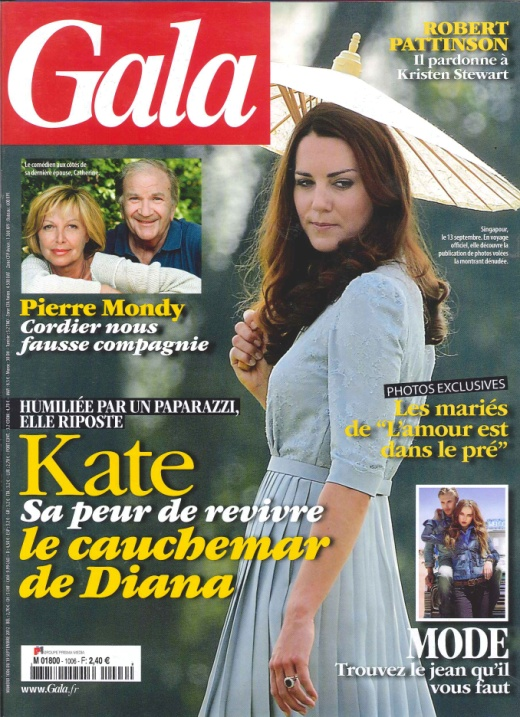 Gala
ROBERT
PATTINSON
Il pardonne à
Kristen Stewart
Le comédien aux côtés de
sa dernière épouse, Catherine.
Pierre Mondy
Cordier nous
fausse compagnie
Singapour,
le 13 septembre. En voyage
officiel, elle découvre la
publication de photos volées
la montrant dénudée.
PHOTOS EXCLUSIVES
Les mariés
de "L'amour est
dans le pré"
HUMILIÉE PAR UN PAPARAZZI,
ELLE RIPOSTE
Kate
Sa peur de revivre
le cauchemar
de Diana
MODE
Trouvez le jean qu'il
vous faut
GROUPE PRISMA MEDIA
M 01800 - 1006 - F: 2,40 €
www.Gala.fr